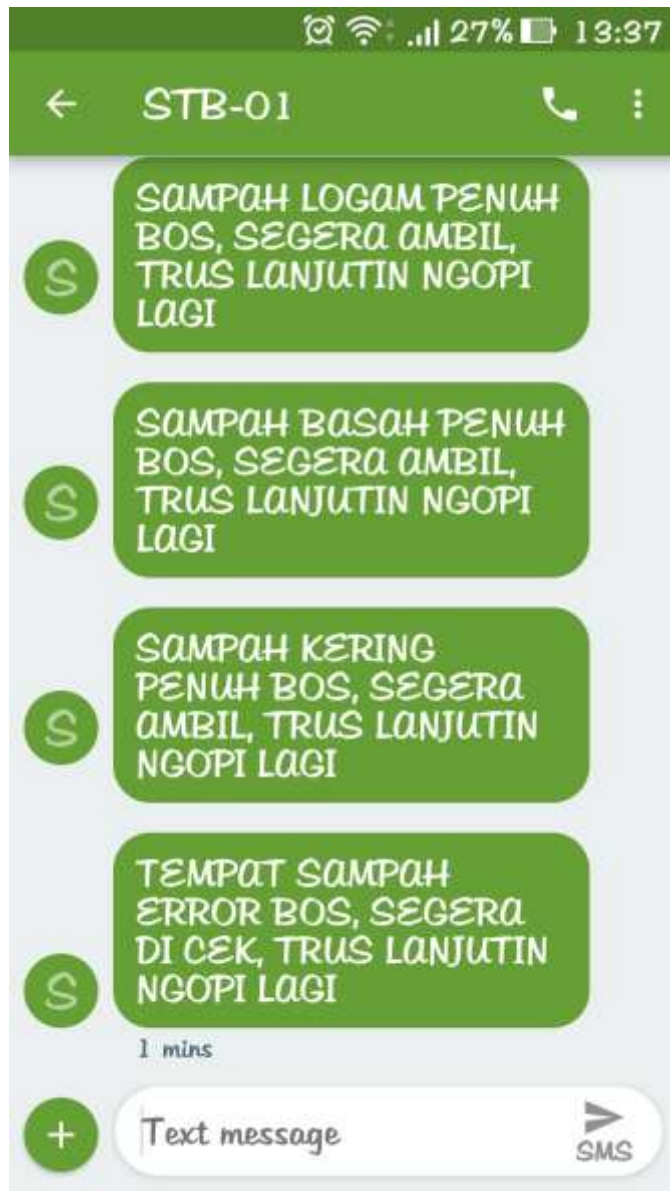 27% 13:37
STB-01
SAMPAH LOGAM PENUH
BOS, SEGERA AMBIL,
TRUS LANJUTIN NGOPI
LAGI
S
SAMPAH BASAH PENUH
BOS, SEGERA AMBIL,
TRUS LANJUTIN NGOPI
LAGI
S
SAMPAH KERING
PENUH BOS, SEGERA
AMBIL, TRUS LANJUTIN
NGOPI LAGI
S
TEMPAT SAMPAH
ERROR BOS, SEGERA
DI CEK, TRUS LANJUTIN
NGOPI LAGI
S
1 mins
Text message
SMS